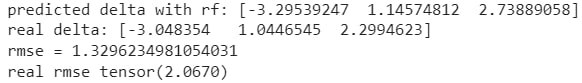 predicted delta with rf: [-3.29539247  1.14574812  2.73889058]
real delta: [-3.048354   1.0446545  2.2994623]
rmse = 1.3296234981054031
real rmse tensor(2.0670)